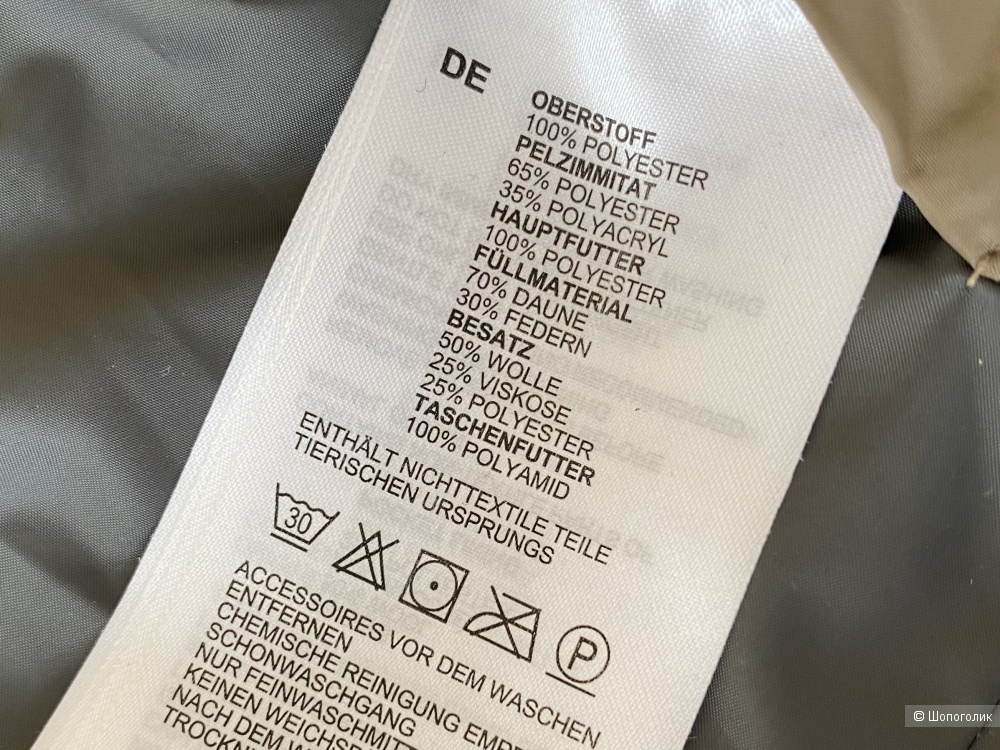 DE
OBERSTOFF
100% POLYESTER
PELZIMMITAT
65% POLYESTER
35% POLYACRYL
HAUPTFUTTER
100% POLYESTER
FÜLLMATERIAL
70% DAUNE
30% FEDERN
BESATZ
50% WOLLE
25% VISKOSE
25% POLYESTER
TASCHENFUTTER
100% POLYAMID
ENTHÄLT NICHTTEXTILE TEILE
TIERISCHEN URSPRUNGS
30
P
ACCESSOIRES VOR DEM WASCHEN
ENTFERNEN
CHEMISCHE REINIGUNG
SCHONWASCHGANG
NUR
KEINEN
NACH DEM
© Шопоголик